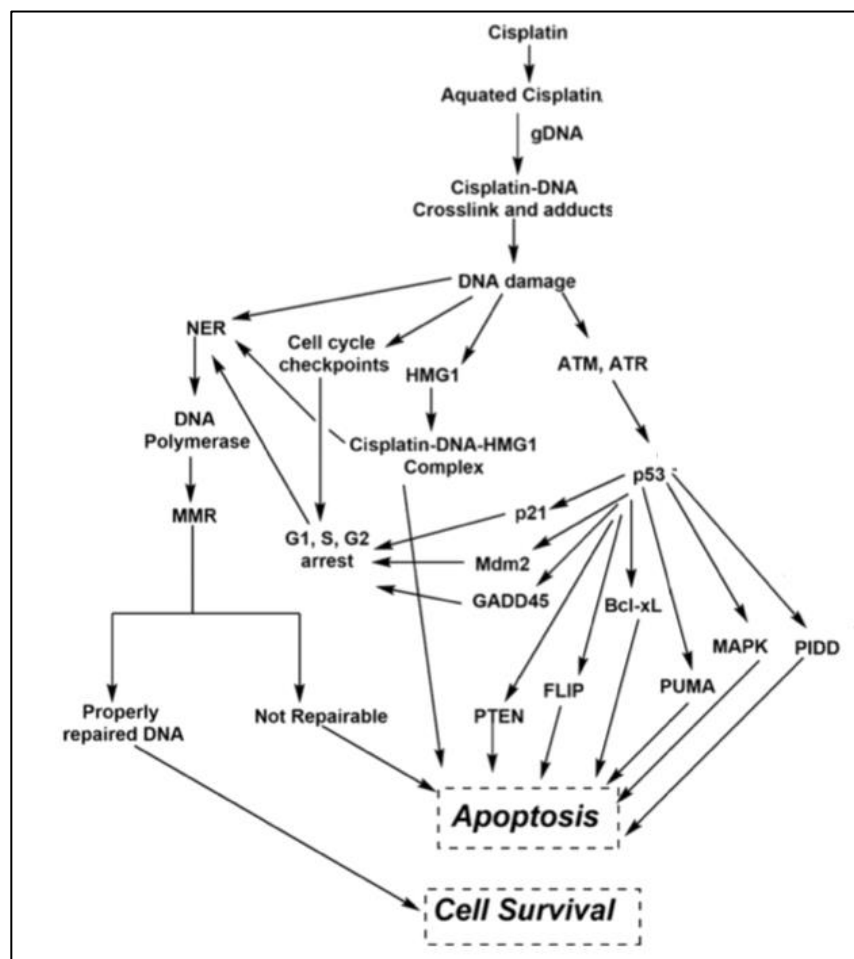 Cisplatin
Aquated Cisplatin
gDNA
Cisplatin-DNA
Crosslink and adducts
DNA damage
NER
Cell cycle
checkpoints
HMG1
ATM, ATR
DNA
Polymerase
Cisplatin-DNA-HMG1
Complex
p53
MMR
p21
G1, S, G2
arrest
Mdm2
GADD45
Bcl-xL
MAPK
PIDD
PUMA
FLIP
PTEN
Properly
repaired DNA
Not Repairable
Apoptosis
Cell Survival